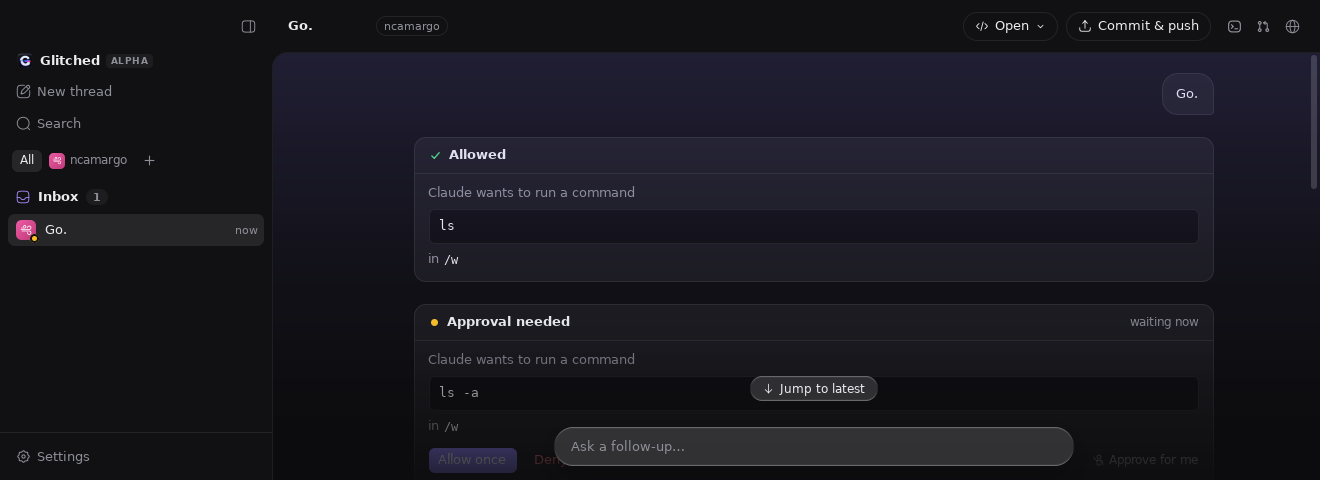 Go.
ncamargo
Open
Commit & push
Glitched ALPHA
New thread
Search
All
ncamargo
Inbox 1
Go. now
Settings
Go.
Allowed
Claude wants to run a command
ls
in /w
Approval needed waiting now
Claude wants to run a command
ls -a
Jump to latest
in /w
Ask a follow-up...
Allow once
Approve for me